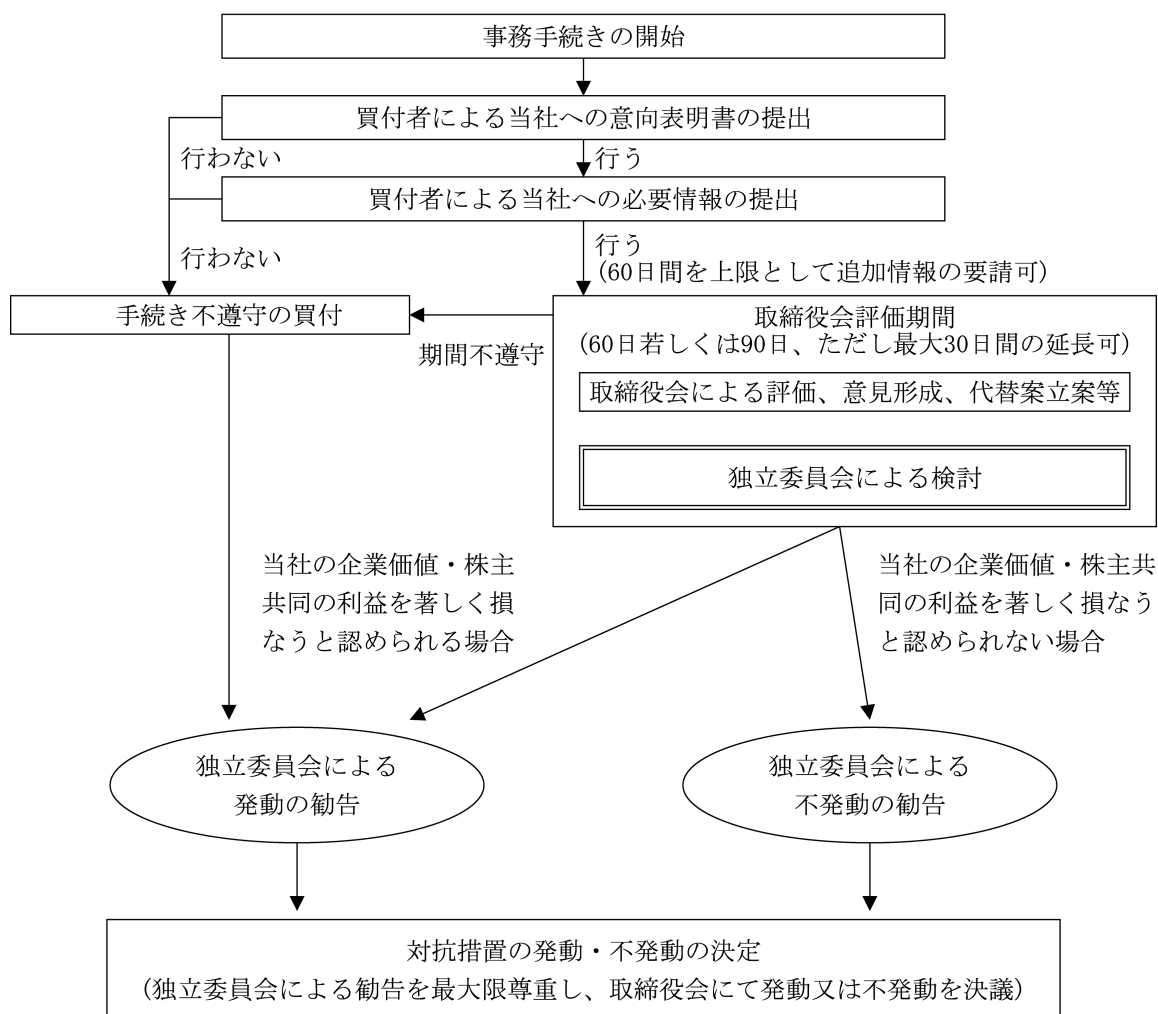 事務手続きの開始
買付者による当社への意向表明書の提出
行わない
行う
買付者による当社への必要情報の提出
行わない
行う
(60日間を上限として追加情報の要請可)
手続き不遵守の買付
期間不遵守
取締役会評価期間
(60日若しくは90日、ただし最大30日間の延長可)
取締役会による評価、意見形成、代替案立案等
独立委員会による検討
当社の企業価値・株主
共同の利益を著しく損
なうと認められる場合
当社の企業価値・株主共
同の利益を著しく損なう
と認められない場合
独立委員会による
発動の勧告
独立委員会による
不発動の勧告
対抗措置の発動・不発動の決定
(独立委員会による勧告を最大限尊重し、取締役会にて発動又は不発動を決議)